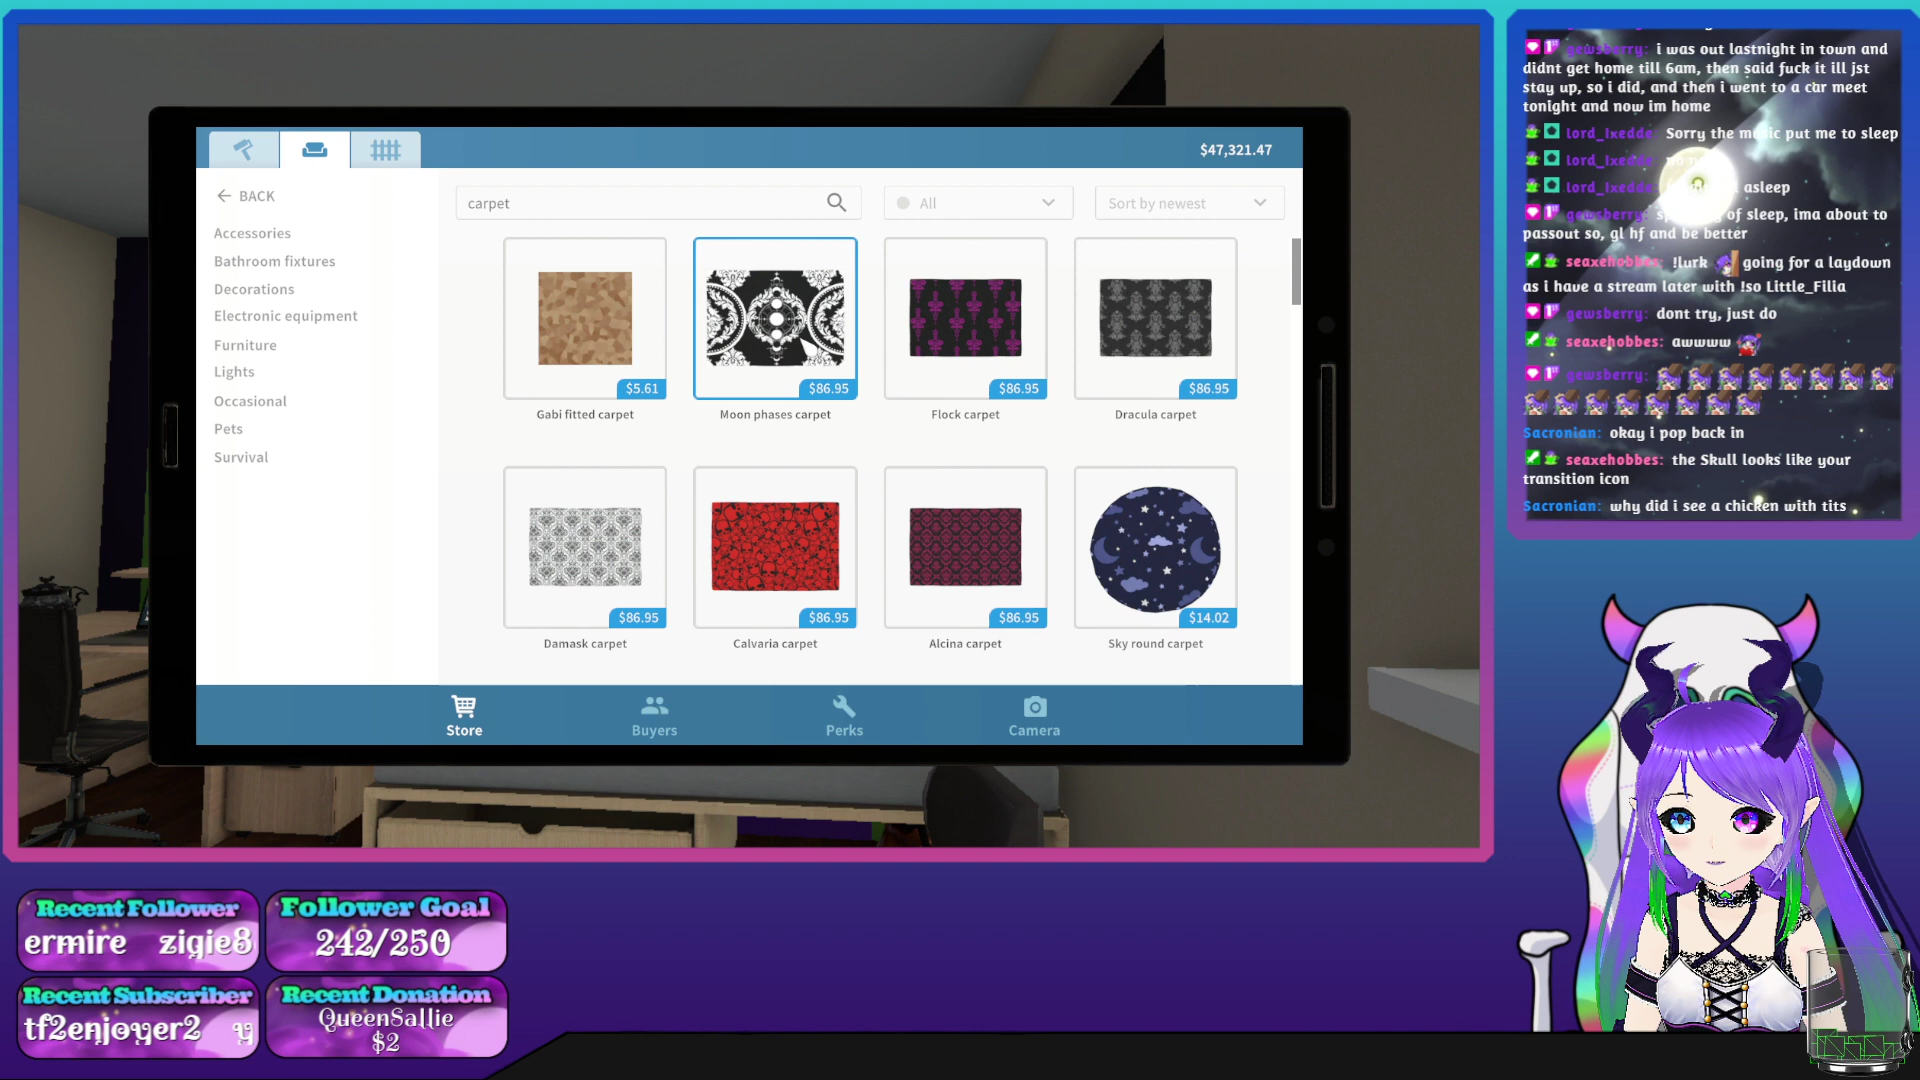 $47,321.47
BACK
Accessories
Bathroom fixtures
Decorations
Electronic equipment
Furniture
Lights
Occasional
Pets
Survival
carpet
All
Sort by newest
$5.61
$86.95
$86.95
$86.95
Gabi fitted carpet
Moon phases carpet
Flock carpet
Dracula carpet
$86.95
$86.95
$86.95
$14.02
Damask carpet
Calvaria carpet
Alcina carpet
Sky round carpet
Store
Buyers
Perks
Camera
gewsberry: i was out lastnight in town and
didnt get home till 6am, then said fuck it ill jst
stay up, so i did, and then i went to a car meet
tonight and now im home
lord_Ixedde: Sorry the music put me to sleep
lord_Ixedde:
lord_Ixedde: asleep
gewsberry: of sleep, ima about to
passout so, gl hf and be better
seaxehobbes: !lurk going for a laydown
as i have a stream later with !so Little_Filia
gewsberry: dont try, just do
seaxehobbes: awwww
gewsberry:
Sacronian: okay i pop back in
seaxehobbes: the Skull looks like your
transition icon
Sacronian: why did i see a chicken with tits
Recent Follower
ermire zigie8
Follower Goal
242/250
Recent Subscriber
tf2enjoyer2
Recent Donation
QueenSallie
$2